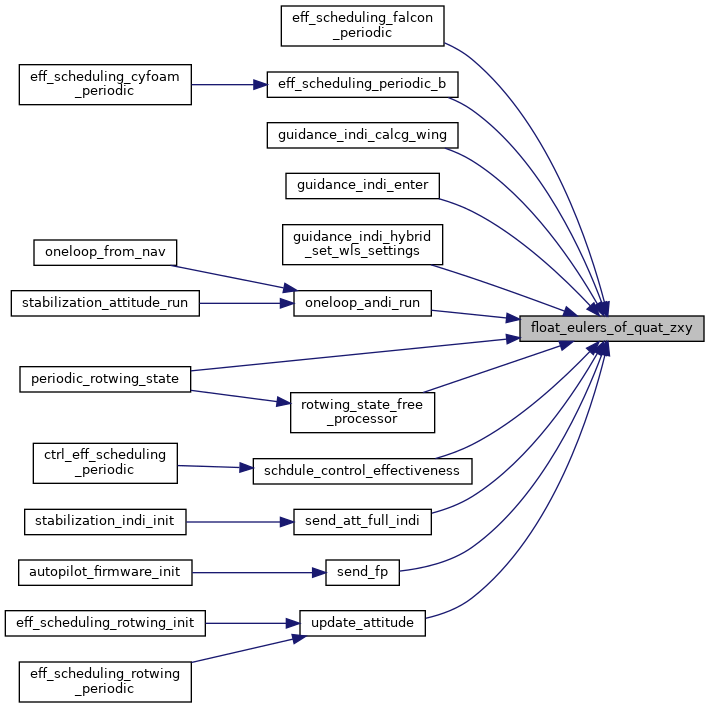 eff_scheduling_falcon
_periodic
eff_scheduling_cyfoam
_periodic
eff_scheduling_periodic_b
guidance_indi_calcg_wing
guidance_indi_enter
guidance_indi_hybrid
_set_wls_settings
oneloop_from_nav
stabilization_attitude_run
oneloop_andi_run
float_eulers_of_quat_zxy
periodic_rotwing_state
rotwing_state_free
_processor
ctrl_eff_scheduling
_periodic
schdule_control_effectiveness
stabilization_indi_init
send_att_full_indi
autopilot_firmware_init
send_fp
eff_scheduling_rotwing_init
update_attitude
eff_scheduling_rotwing
_periodic